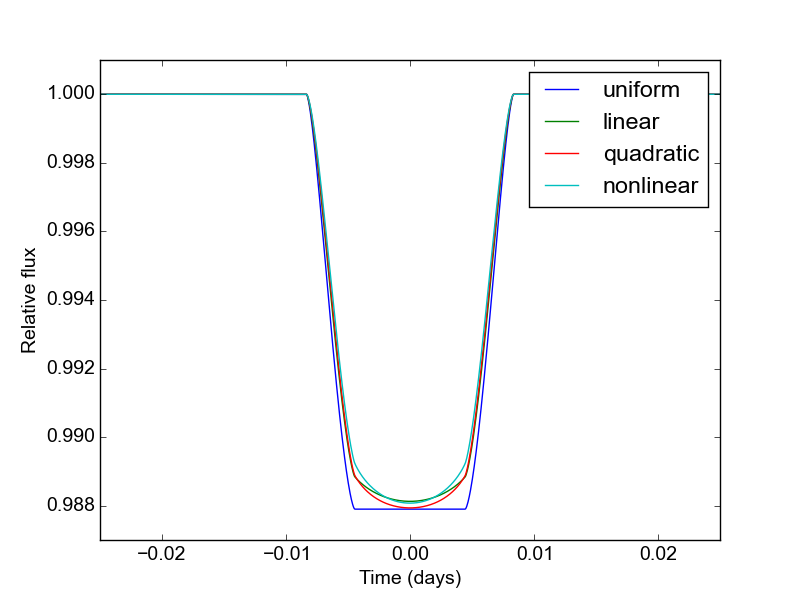 1.000
0.998
0.996
0.994
0.992
0.990
0.988
Relative flux
−0.02
−0.01
0.00
0.01
0.02
Time (days)
uniform
linear
quadratic
nonlinear